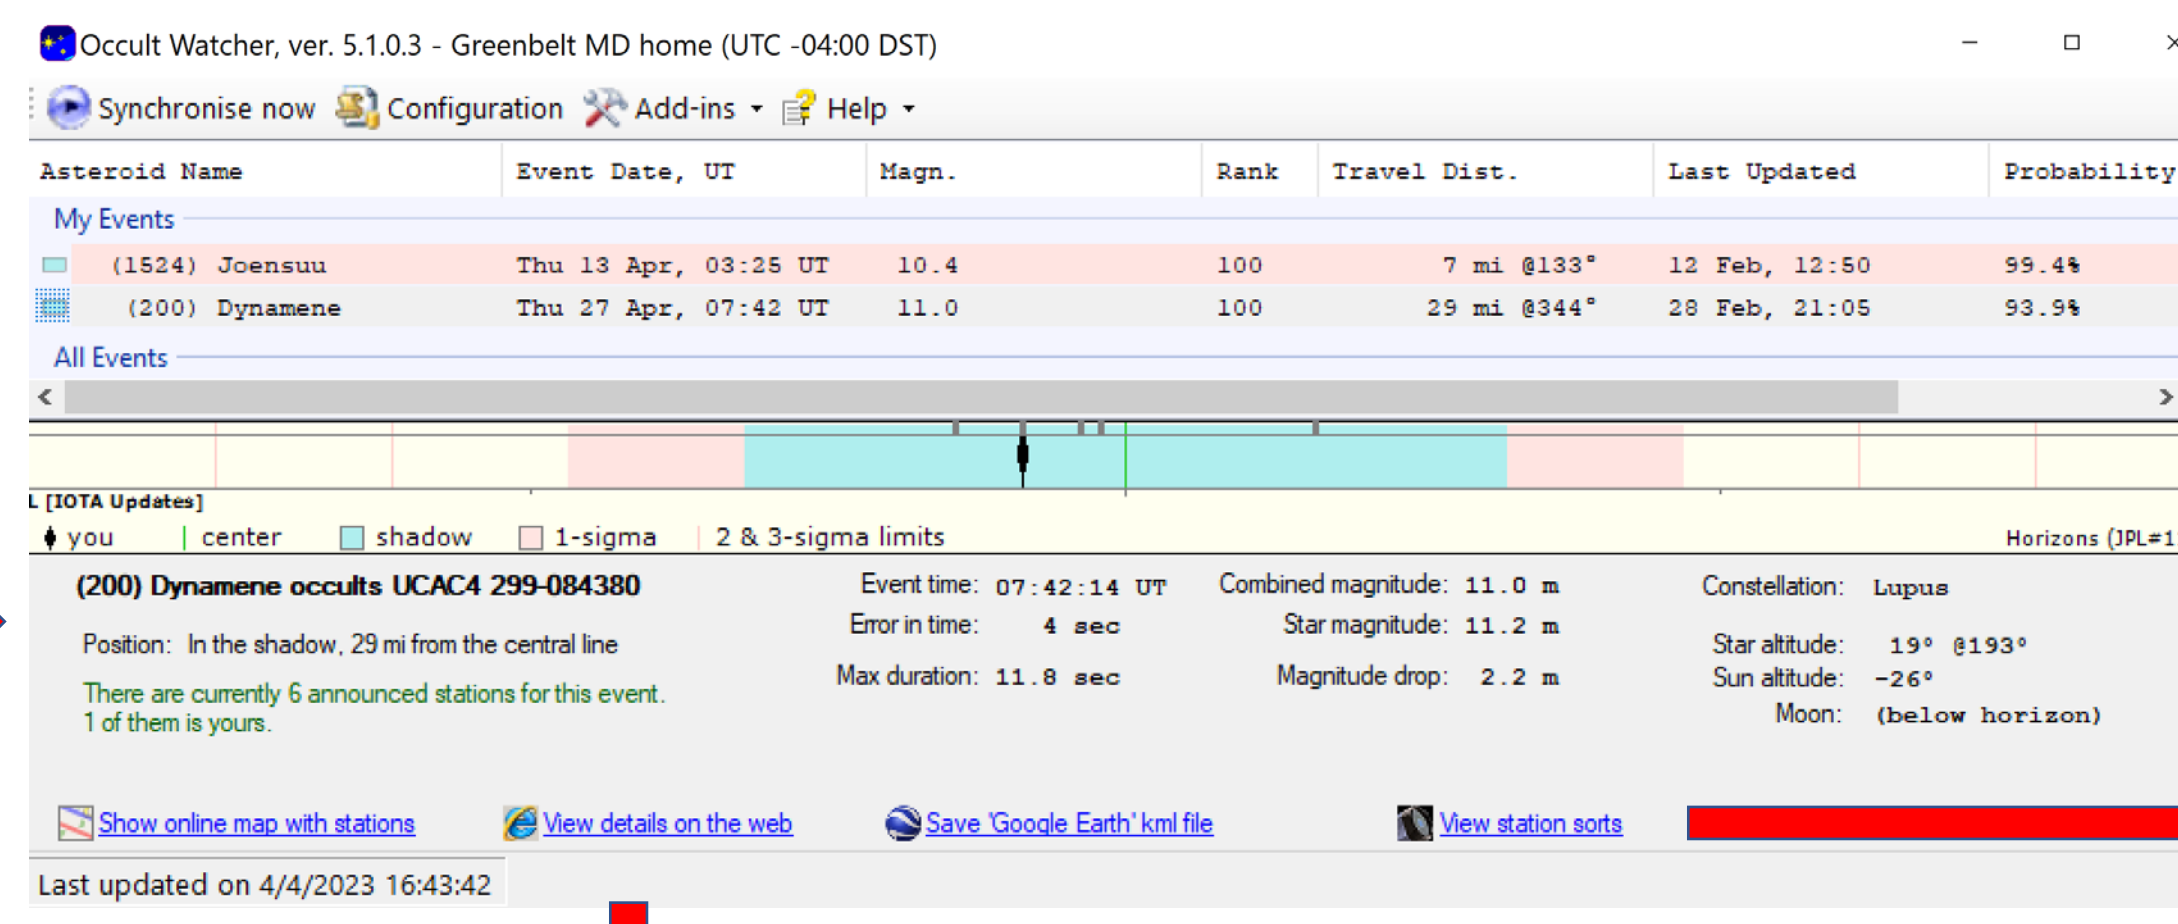 Occult Watcher, ver. 5.1.0.3 - Greenbelt MD home (UTC -04:00 DST)
Synchronise now Configuration Add-ins Help
Asteroid Name Event Date, UT Magn. Rank Travel Dist. Last Updated Probability
My Events
(1524) Joensuu Thu 13 Apr, 03:25 UT 10.4 100 7 mi @133° 12 Feb, 12:50 99.4%
(200) Dynamene Thu 27 Apr, 07:42 UT 11.0 100 29 mi @344° 28 Feb, 21:05 93.9%
All Events
L [IOTA Updates]
you center shadow 1-sigma 2 & 3-sigma limits Horizons (JPL#1
(200) Dynamene occults UCAC4 299-084380 Event time: 07:42:14 UT Combined magnitude: 11.0 m Constellation: Lupus
Error in time: 4 sec Star magnitude: 11.2 m
Position: In the shadow, 29 mi from the central line Star altitude: 19° @193°
Max duration: 11.8 sec Magnitude drop: 2.2 m Sun altitude: -26°
There are currently 6 announced stations for this event.
1 of them is yours. Moon: (below horizon)
Show online map with stations View details on the web Save 'Google Earth' kml file View station sorts
Last updated on 4/4/2023 16:43:42